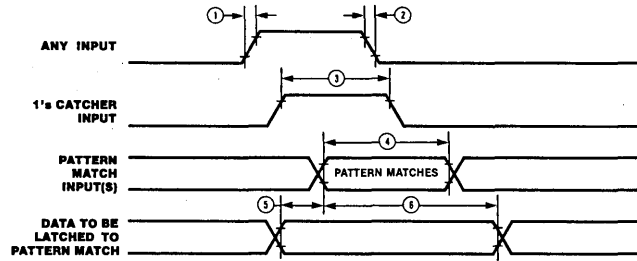 1
2
ANY INPUT
3
1's CATCHER
INPUT
4
PATTERN
MATCH
INPUT(S)
PATTERN MATCHES
5
6
DATA TO BE
LATCHED TO
PATTERN MATCH